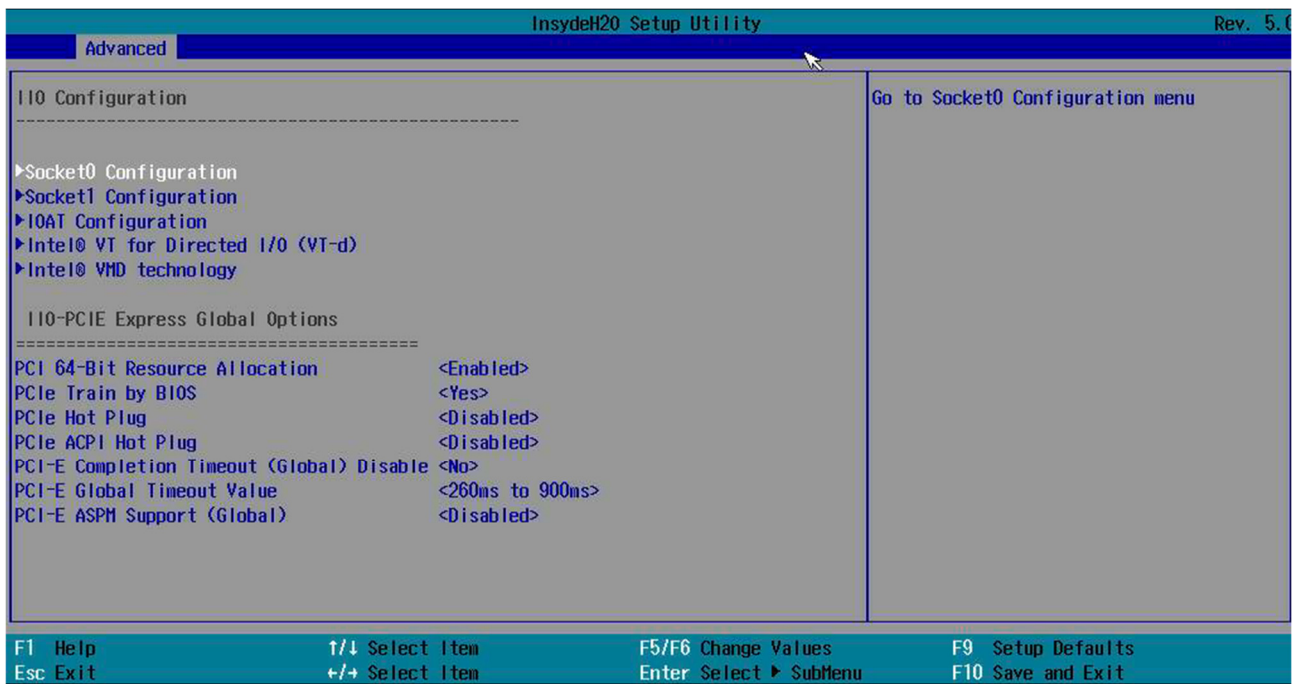 InsydeH2O Setup Utility Rev. 5.0
Advanced
IIO Configuration
--------------------------------------------------
▶Socket0 Configuration
▶Socket1 Configuration
▶IOAT Configuration
▶Intel® VT for Directed I/O (VT-d)
▶Intel® VMD technology
IIO-PCIE Express Global Options
========================================
PCI 64-Bit Resource Allocation <Enabled>
PCIe Train by BIOS <Yes>
PCIe Hot Plug <Disabled>
PCIe ACPI Hot Plug <Disabled>
PCI-E Completion Timeout (Global) Disable <No>
PCI-E Global Timeout Value <260ms to 900ms>
PCI-E ASPM Support (Global) <Disabled>
Go to Socket0 Configuration menu
F1 Help ↑/↓ Select Item F5/F6 Change Values F9 Setup Defaults
Esc Exit ←/→ Select Item Enter Select ▶ SubMenu F10 Save and Exit